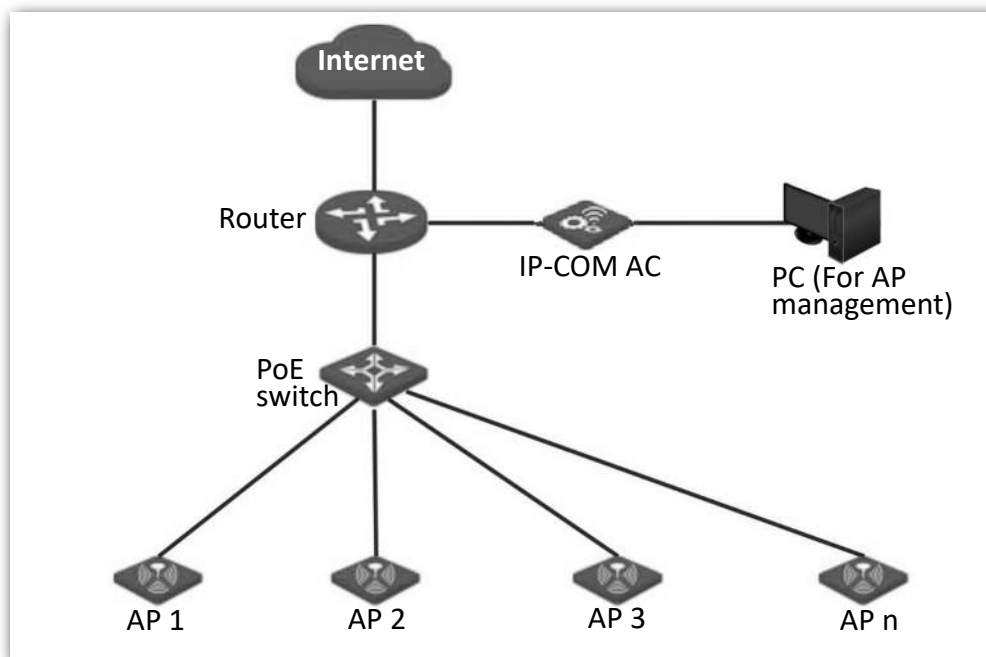 Internet
Router
IP-COM AC
PC (For AP
management)
PoE
switch
AP 1
AP 2
AP 3
AP n